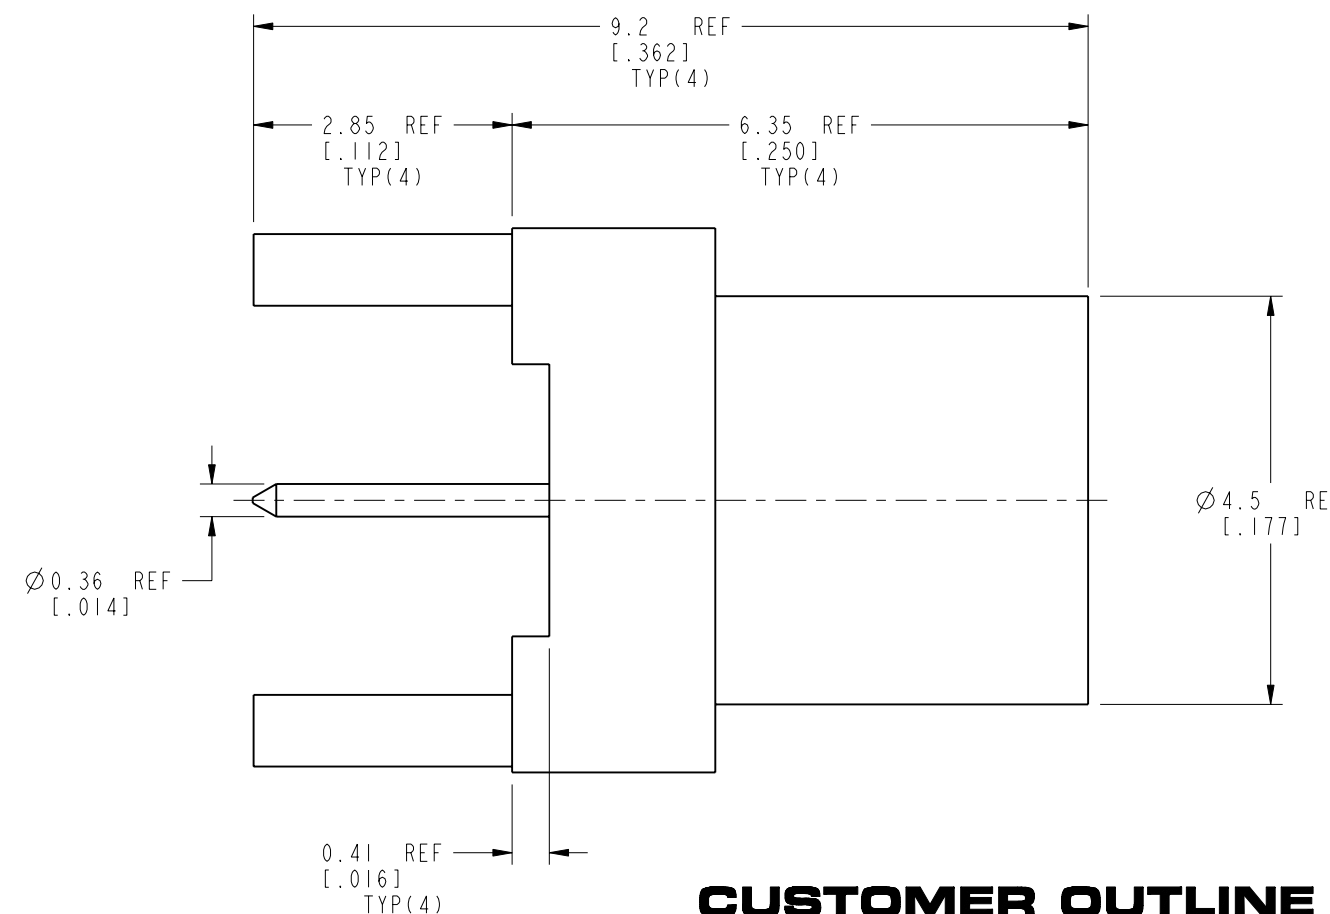 9.2 REF
[.362]
TYP(4)
2.85 REF
[.112]
TYP(4)
6.35 REF
[.250]
TYP(4)
Ø4.5 RE
[.177]
Ø0.36 REF
[.014]
0.41 REF
[.016]
TYP(4)
CUSTOMER OUTLINE